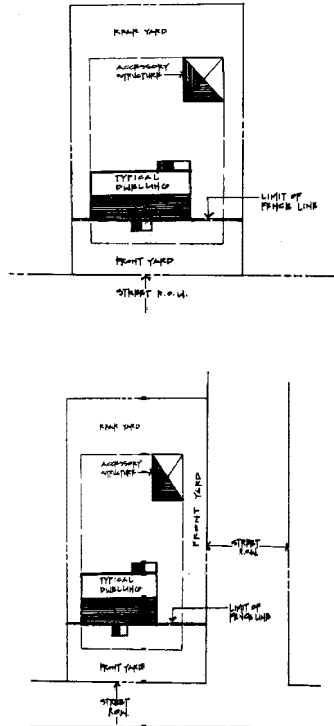 REAR YARD
ACCESSORY
STRUCTURE
TYPICAL
DWELLING
LIMIT OF
FENCE LINE
FRONT YARD
STREET R.O.W.
REAR YARD
ACCESSORY
STRUCTURE
FRONT YARD
STREET
R.O.W.
TYPICAL
DWELLING
LIMIT OF
FENCE LINE
FRONT YARD
STREET
R.O.W.